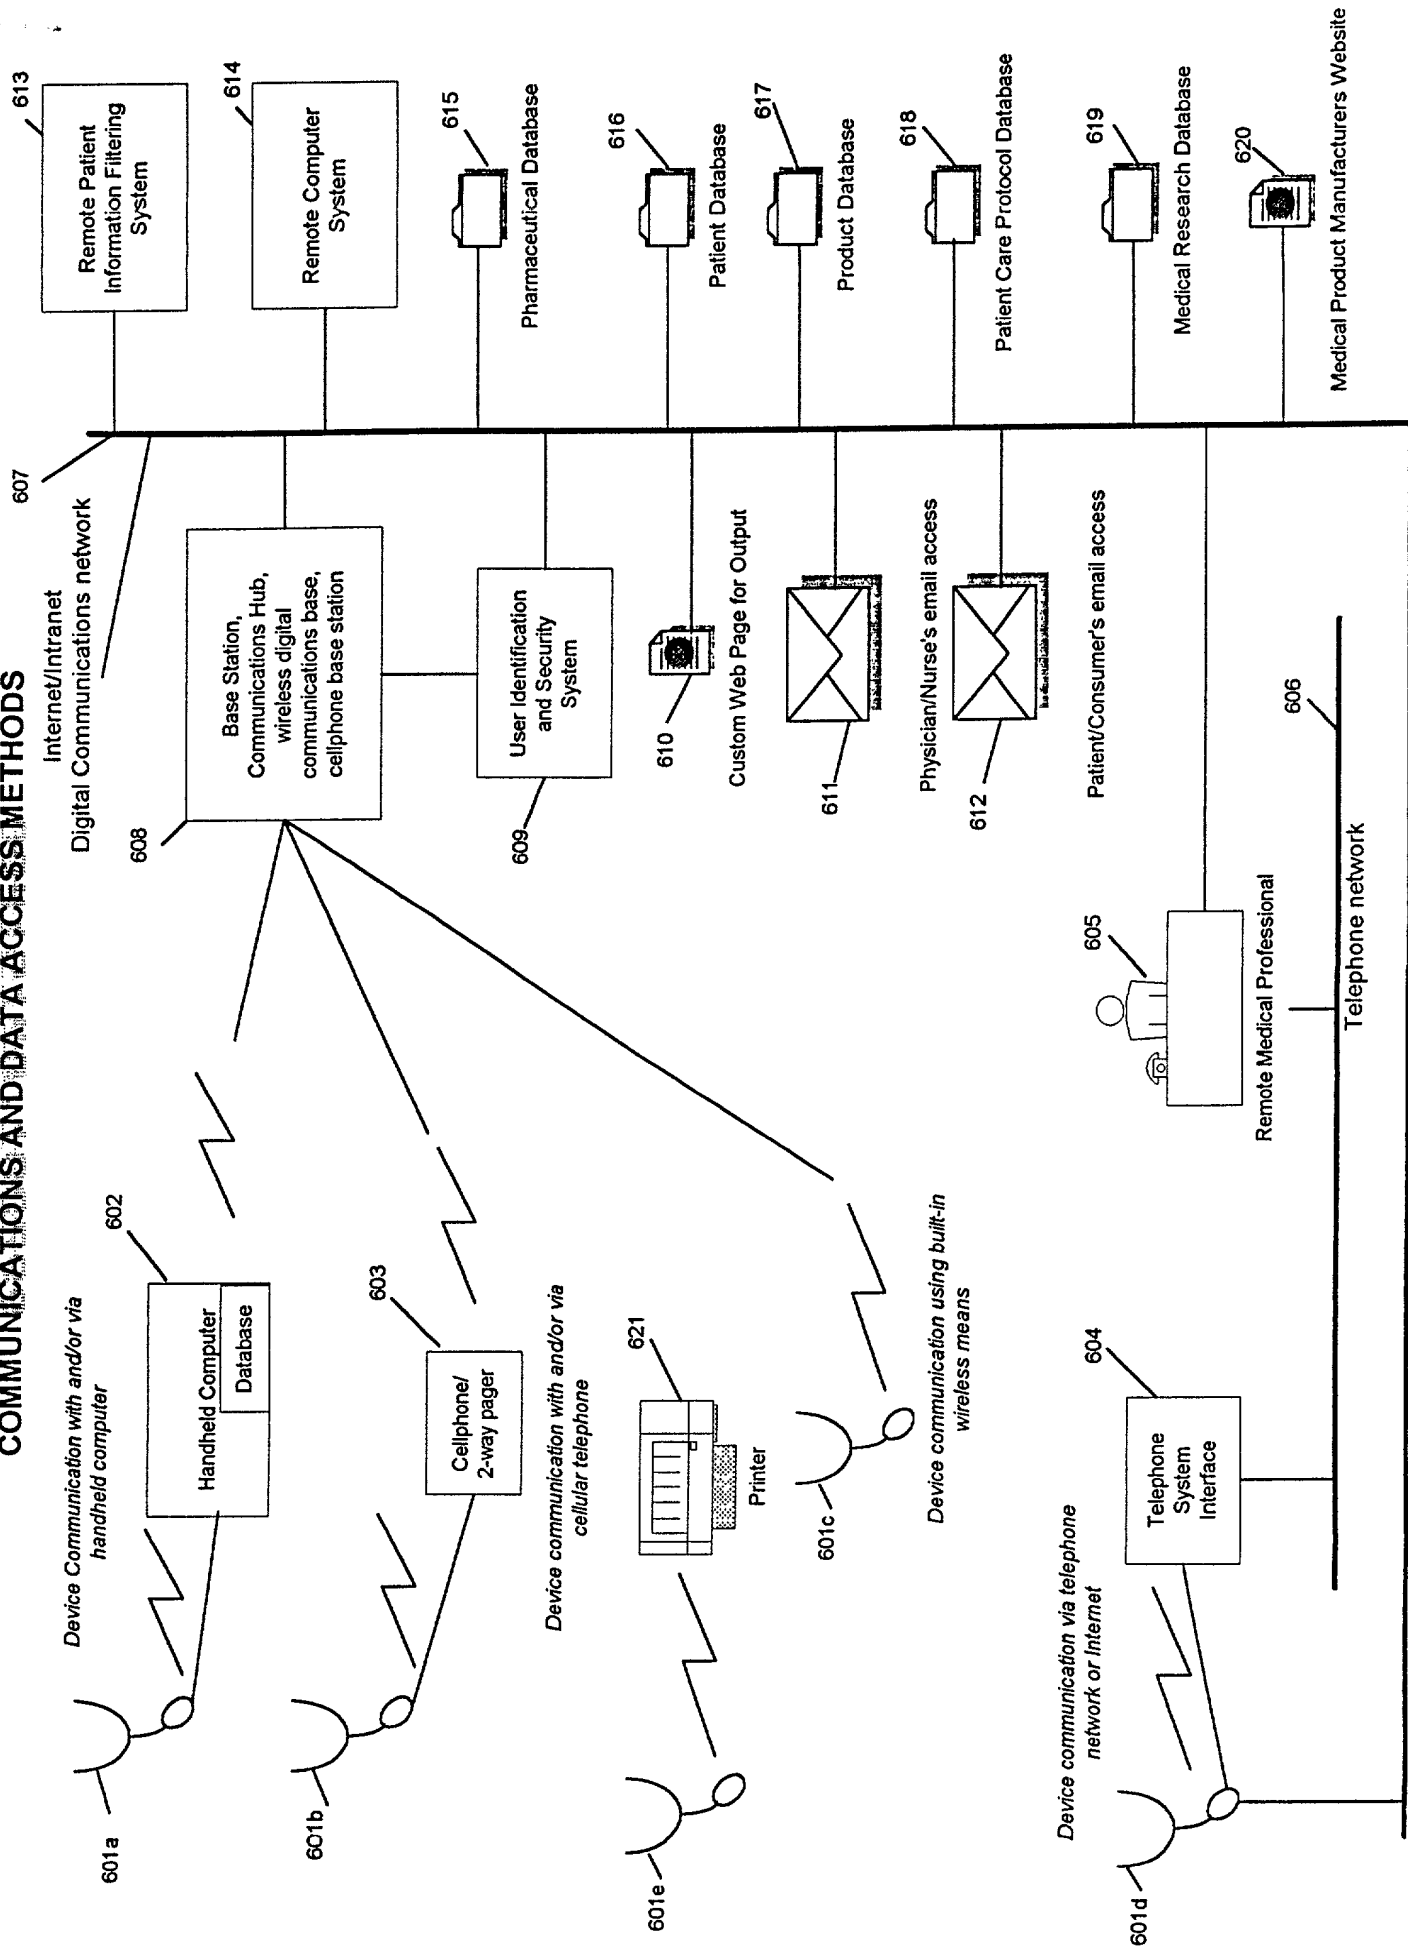 COMMUNICATIONS AND DATA ACCESS METHODS
607
Internet/Intranet
Digital Communications network
613
Remote Patient
Information Filtering
System
614
Remote Computer
System
615
Pharmaceutical Database
616
Patient Database
617
Product Database
618
Patient Care Protocol Database
619
Medical Research Database
620
Medical Product Manufacturers Website
608
Base Station,
Communications Hub,
wireless digital
communications base,
cellphone base station
609
User Identification
and Security
System
610
Custom Web Page for Output
611
Physician/Nurse's email access
612
Patient/Consumer's email access
605
Remote Medical Professional
606
Telephone network
Device Communication with and/or via
handheld computer
602
Handheld Computer
Database
601a
603
Cellphone/
2-way pager
601b
Device communication with and/or via
cellular telephone
621
Printer
601e
601c
Device communication using built-in
wireless means
604
Telephone
System
Interface
Device communication via telephone
network or Internet
601d